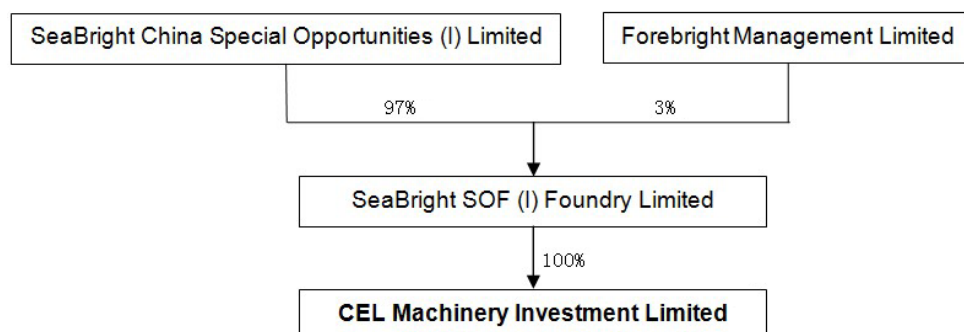 SeaBright China Special Opportunities (I) Limited
Forebright Management Limited
97%
3%
SeaBright SOF (I) Foundry Limited
100%
CEL Machinery Investment Limited